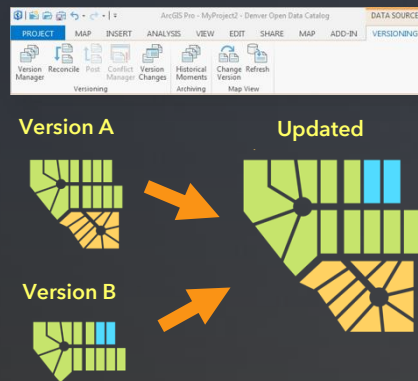 ArcGIS Pro - MyProject2 - Denver Open Data Catalog
DATA SOURCE
PROJECT MAP INSERT ANALYSIS VIEW EDIT SHARE MAP ADD-IN VERSIONING
Version Manager
Reconcile
Post
Conflict Manager
Version Changes
Historical Moments
Change Version
Refresh
Versioning Archiving Map View
Version A
Updated
Version B